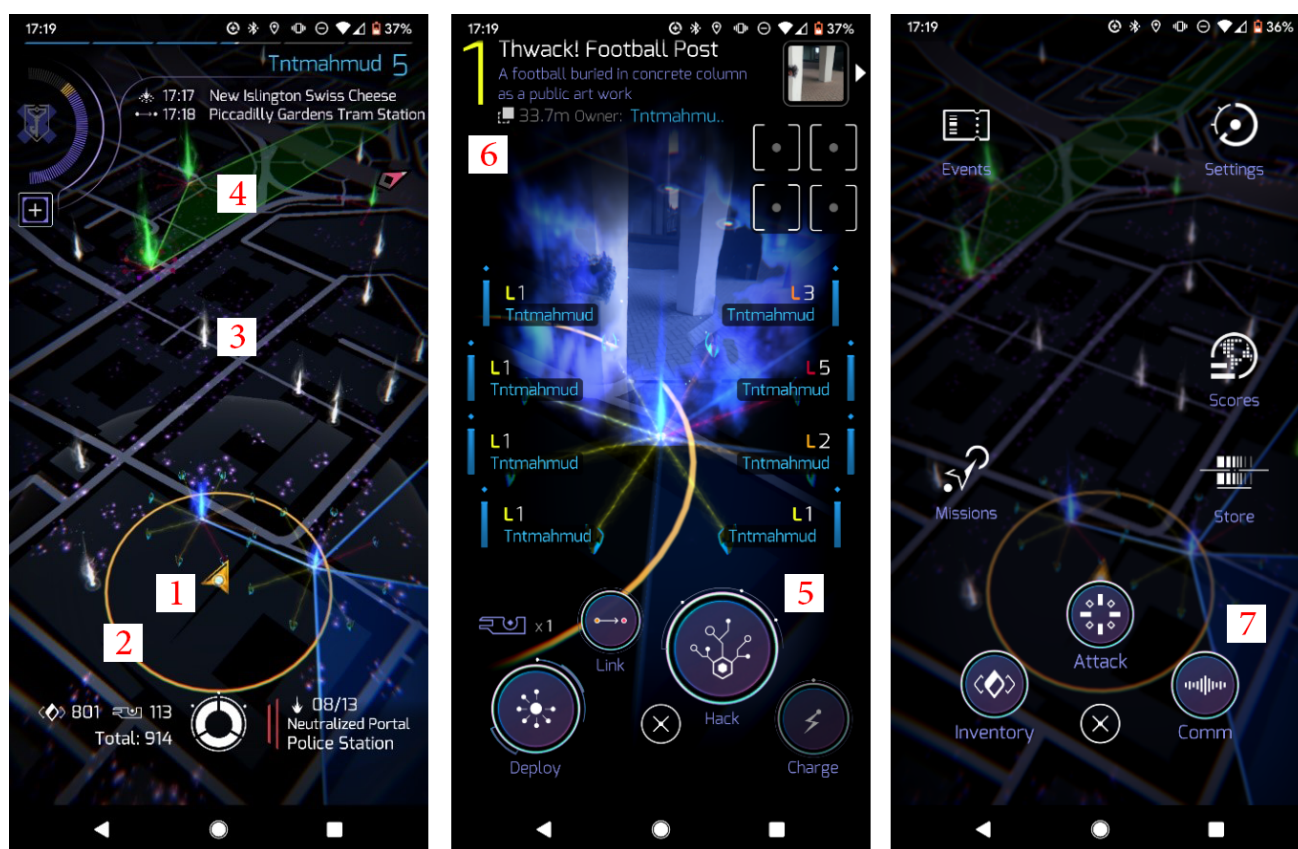 17:19 37%
Tntmahmud 5
17:17 New Islington Swiss Cheese
17:18 Piccadilly Gardens Tram Station
4
3
1
2
801 113
Total: 914
08/13
Neutralized Portal
Police Station
17:19 37%
1 Thwack! Football Post
A football buried in concrete column
as a public art work
33.7m Owner: Tntmahmu..
6
L1 L3
Tntmahmud Tntmahmud
L1 L5
Tntmahmud Tntmahmud
L1 L2
Tntmahmud Tntmahmud
L1 L1
Tntmahmud Tntmahmud
5
x1
Link
Hack
Deploy
Charge
17:19 36%
Events Settings
Scores
Missions Store
7
Attack
Inventory Comm